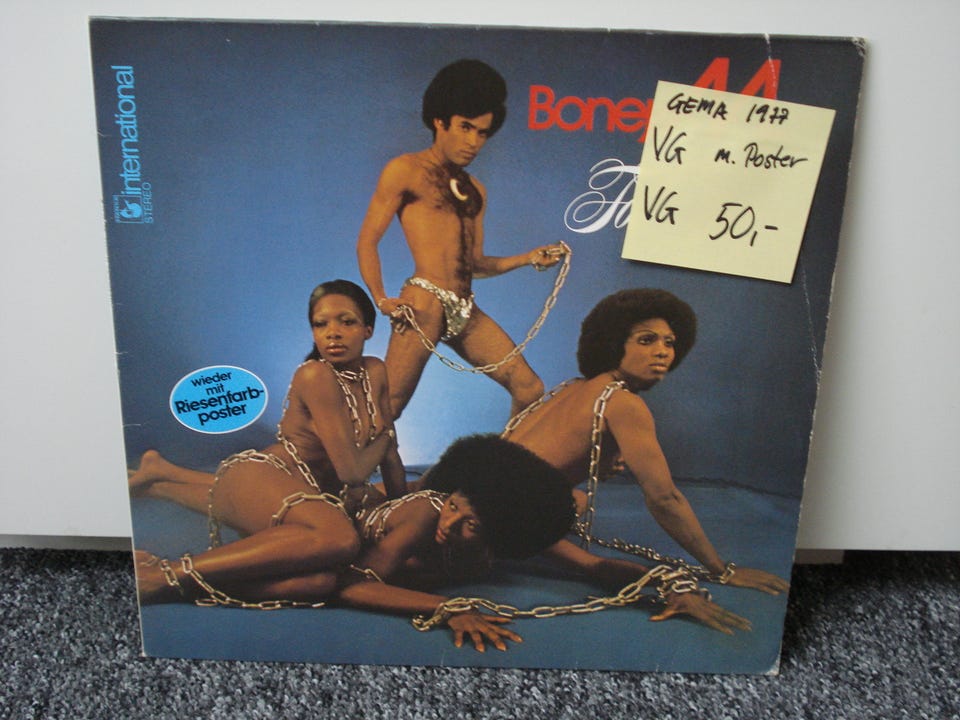 international
STEREO
Boney M.
GEMA 1977
VG m. Poster
VG 50,-
wieder
mit
Riesenfarb-
poster